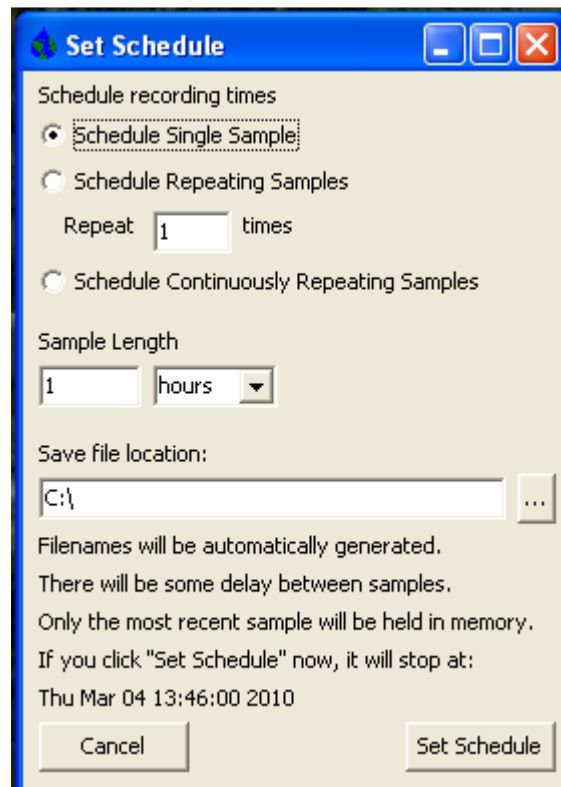 Set Schedule
Schedule recording times
Schedule Single Sample
Schedule Repeating Samples
Repeat 1 times
Schedule Continuously Repeating Samples
Sample Length
1 hours
Save file location:
C:\
...
Filenames will be automatically generated.
There will be some delay between samples.
Only the most recent sample will be held in memory.
If you click "Set Schedule" now, it will stop at:
Thu Mar 04 13:46:00 2010
Cancel Set Schedule